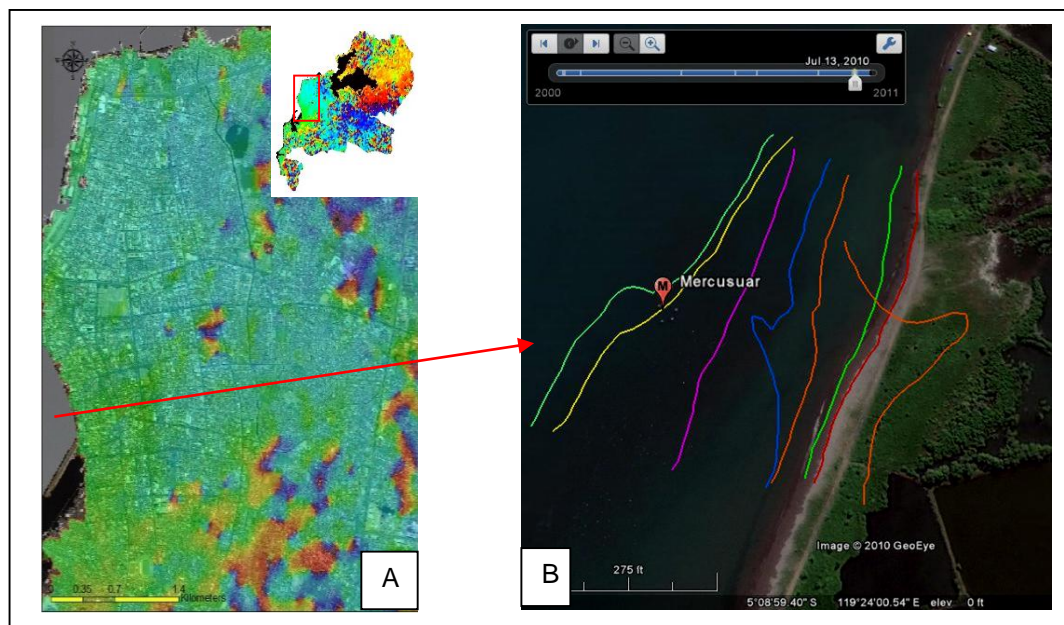 0.35 0.7 1.4
Kilometers
A
Jul 13, 2010
2000 2011
M Mercusuar
Image © 2010 GeoEye
275 ft
5°08'59.40" S 119°24'00.54" E elev 0 ft
B